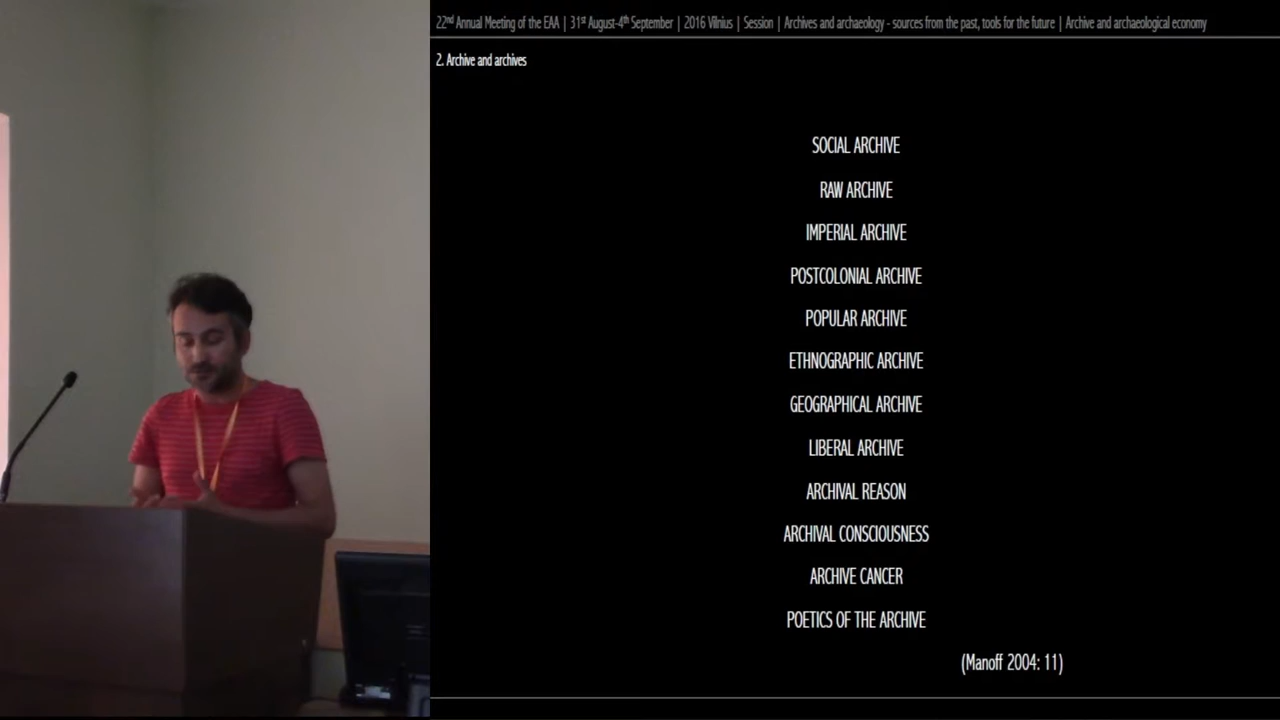 22nd Annual Meeting of the EAA | 31st August-4th September | 2016 Vilnius | Session | Archives and archaeology - sources from the past, tools for the future | Archive and archaeological economy
2. Archive and archives
SOCIAL ARCHIVE
RAW ARCHIVE
IMPERIAL ARCHIVE
POSTCOLONIAL ARCHIVE
POPULAR ARCHIVE
ETHNOGRAPHIC ARCHIVE
GEOGRAPHICAL ARCHIVE
LIBERAL ARCHIVE
ARCHIVAL REASON
ARCHIVAL CONSCIOUSNESS
ARCHIVE CANCER
POETICS OF THE ARCHIVE
(Manoff 2004: 11)